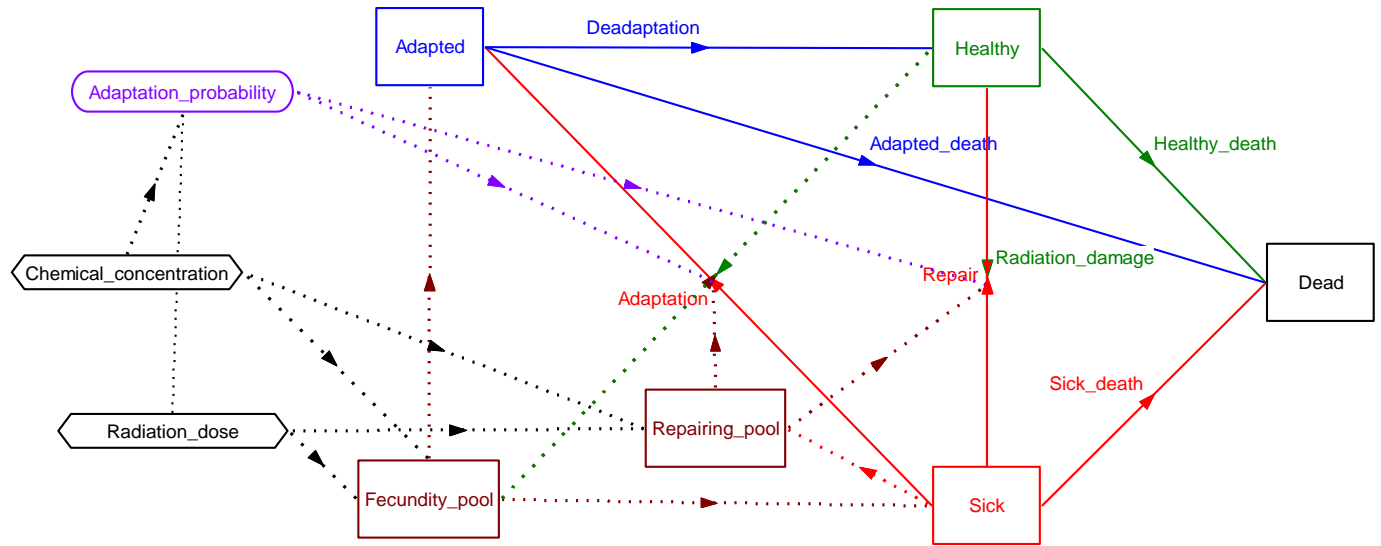 Deadaptation
Adapted
Healthy
Adaptation_probability
Adapted_death
Healthy_death
Radiation_damage
Chemical_concentration
Repair
Dead
Adaptation
Sick_death
Radiation_dose
Repairing_pool
Fecundity_pool
Sick